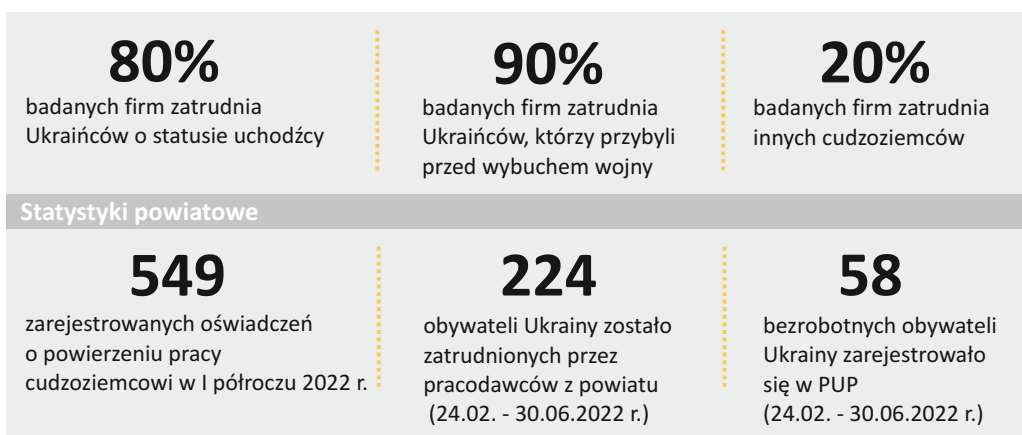 80%
badanych firm zatrudnia
Ukraińców o statusie uchodźcy
90%
badanych firm zatrudnia
Ukraińców, którzy przybyli
przed wybuchem wojny
20%
badanych firm zatrudnia
innych cudzoziemców
Statystyki powiatowe
549
zarejestrowanych oświadczeń
o powierzeniu pracy
cudzoziemcowi w I półroczu 2022 r.
224
obywateli Ukrainy zostało
zatrudnionych przez
pracodawców z powiatu
(24.02. - 30.06.2022 r.)
58
bezrobotnych obywateli
Ukrainy zarejestrowało
się w PUP
(24.02. - 30.06.2022 r.)